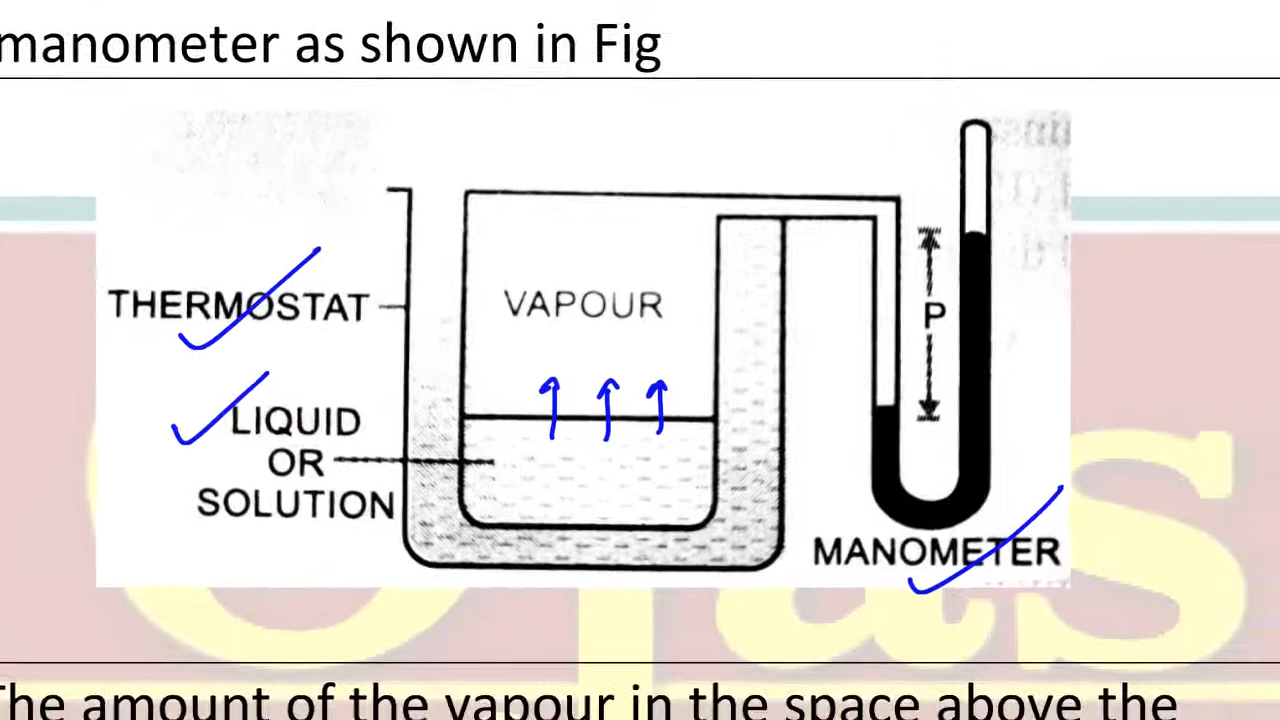 manometer as shown in Fig
THERMOSTAT
VAPOUR
P
LIQUID
OR
SOLUTION
MANOMETER
The amount of the vapour in the space above the